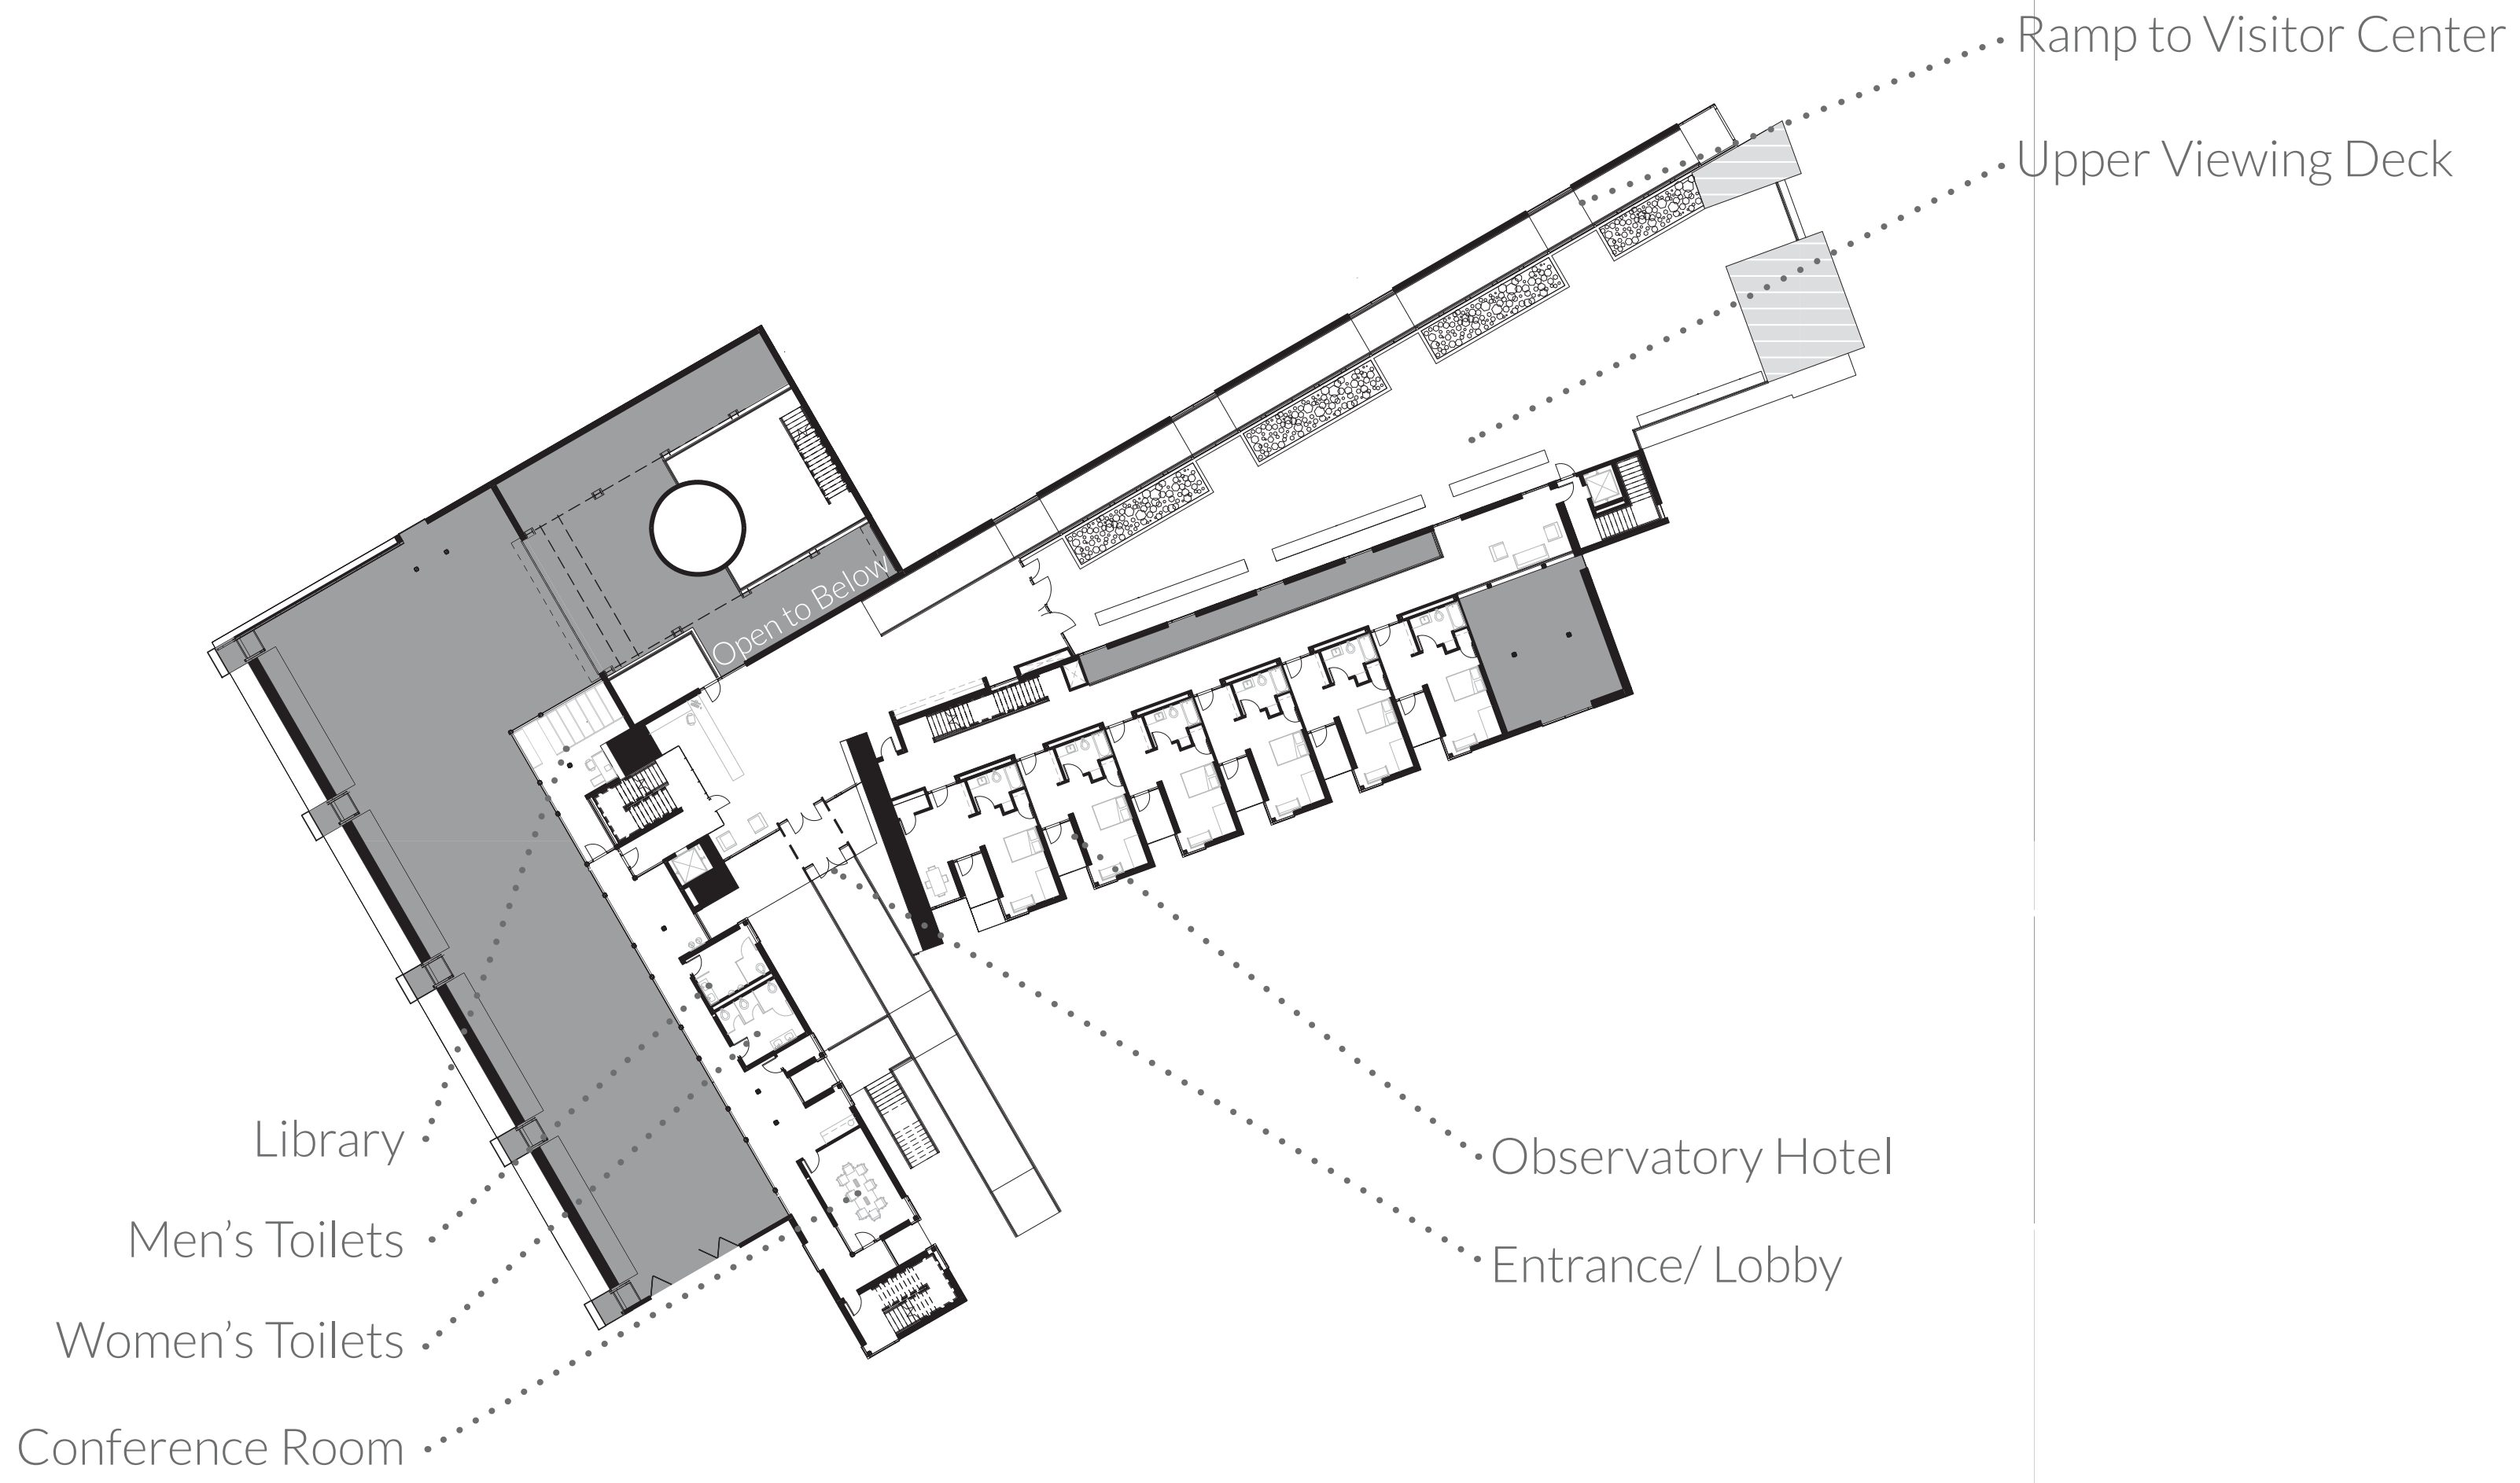 Ramp to Visitor Center
Upper Viewing Deck
Open to Below
Library
Men’s Toilets
Women’s Toilets
Conference Room
Observatory Hotel
Entrance/ Lobby